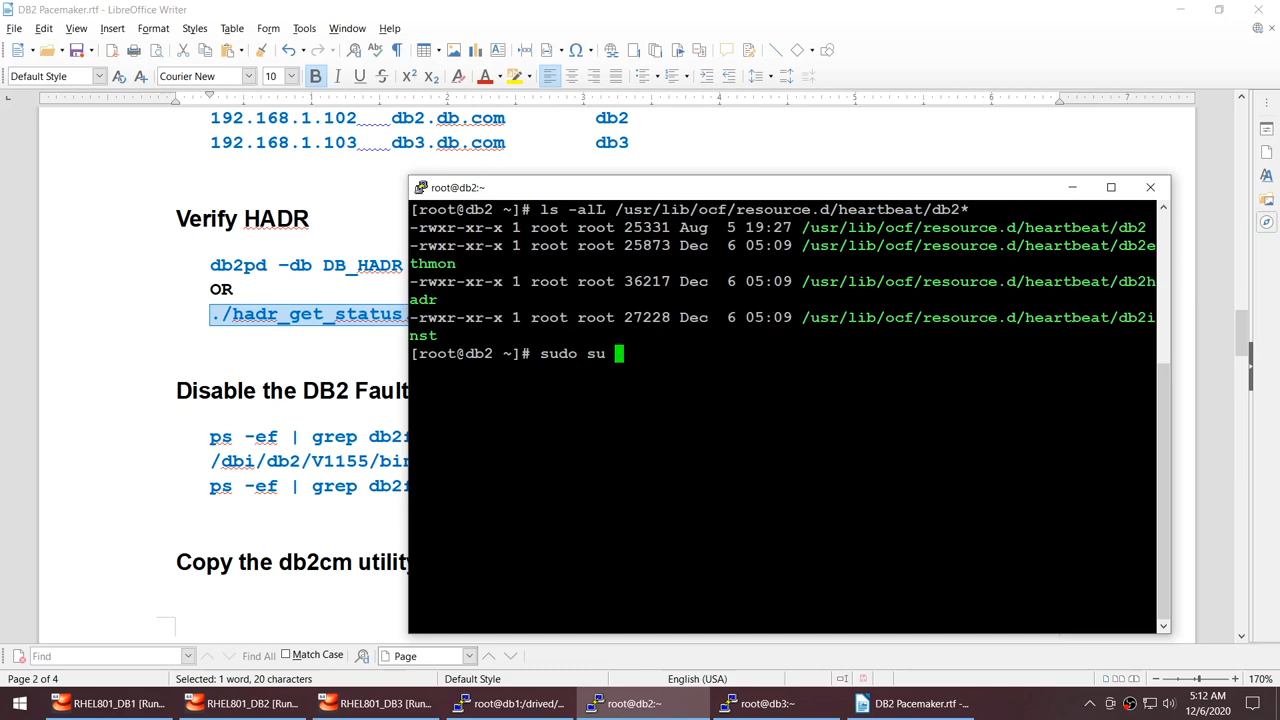 DB2 Pacemaker.rtf - LibreOffice Writer
File Edit View Insert Format Styles Table Form Tools Window Help
Default Style Courier New 10
1 2 3 4 5 6 7
192.168.1.102 db2.db.com db2
192.168.1.103 db3.db.com db3
Verify HADR
db2pd –db DB_HADR
OR
./hadr_get_status.
Disable the DB2 Fault
ps -ef | grep db2f
/dbi/db2/V1155/bin
ps -ef | grep db2f
Copy the db2cm utility
root@db2:~
[root@db2 ~]# ls -alL /usr/lib/ocf/resource.d/heartbeat/db2*
-rwxr-xr-x 1 root root 25331 Aug  5 19:27 /usr/lib/ocf/resource.d/heartbeat/db2
-rwxr-xr-x 1 root root 25873 Dec  6 05:09 /usr/lib/ocf/resource.d/heartbeat/db2e
thmon
-rwxr-xr-x 1 root root 36217 Dec  6 05:09 /usr/lib/ocf/resource.d/heartbeat/db2h
adr
-rwxr-xr-x 1 root root 27228 Dec  6 05:09 /usr/lib/ocf/resource.d/heartbeat/db2i
nst
[root@db2 ~]# sudo su
Find Find All Match Case Page
Page 2 of 4 Selected: 1 word, 20 characters Default Style English (USA) 170%
RHEL801_DB1 [Run... RHEL801_DB2 [Run... RHEL801_DB3 [Run... root@db1:/drived/... root@db2:~ root@db3:~ DB2 Pacemaker.rtf -...
5:12 AM
12/6/2020